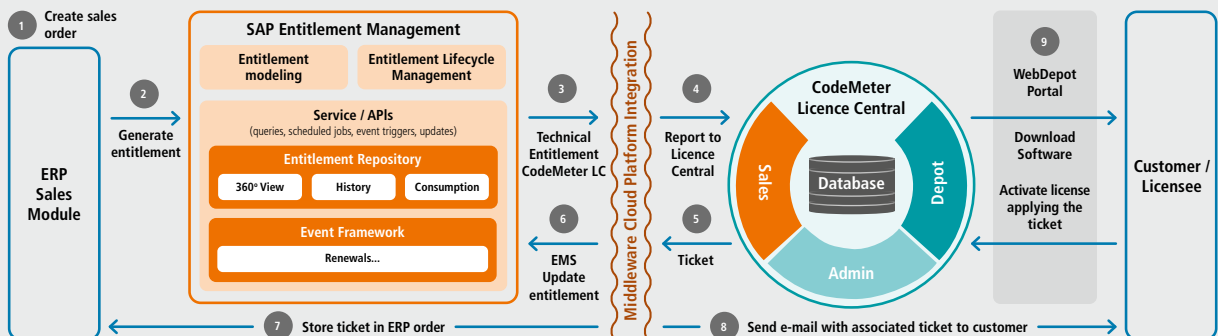 1
Create sales
order
ERP
Sales
Module
2
Generate
entitlement
SAP Entitlement Management
Entitlement
modeling
Entitlement Lifecycle
Management
Service / APIs
(queries, scheduled jobs, event triggers, updates)
Entitlement Repository
360º View
History
Consumption
Event Framework
Renewals...
3
Technical
Entitlement
CodeMeter LC
6
EMS
Update
entitlement
Middleware Cloud Platform Integration
4
Report to
Licence
Central
5
Ticket
CodeMeter
Licence Central
Sales
Database
Depot
Admin
9
WebDepot
Portal
Download
Software
Activate license
applying the
ticket
Customer /
Licensee
7
Store ticket in ERP order
8
Send e-mail with associated ticket to customer